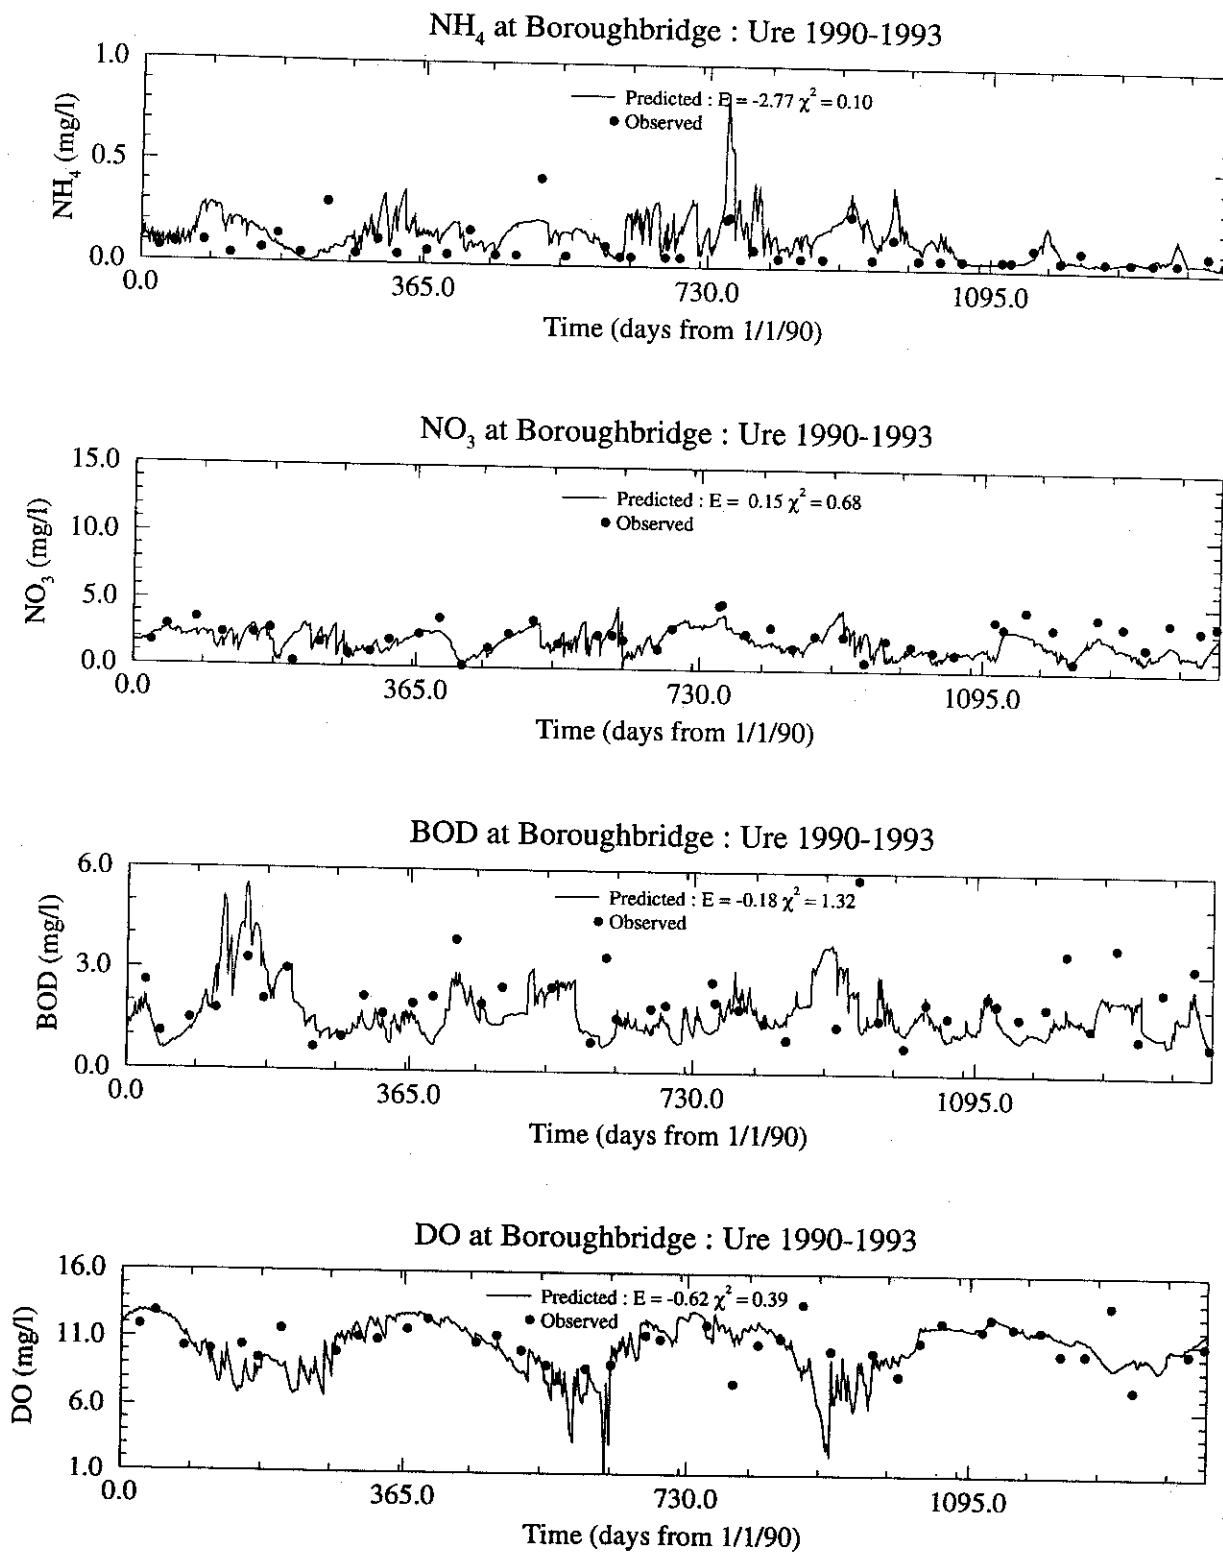 NH4 at Boroughbridge : Ure 1990-1993
1.0
0.5
0.0
NH4 (mg/l)
Predicted : E = -2.77 χ² = 0.10
Observed
0.0 365.0 730.0 1095.0
Time (days from 1/1/90)
NO3 at Boroughbridge : Ure 1990-1993
15.0
10.0
5.0
0.0
NO3 (mg/l)
Predicted : E = 0.15 χ² = 0.68
Observed
0.0 365.0 730.0 1095.0
Time (days from 1/1/90)
BOD at Boroughbridge : Ure 1990-1993
6.0
3.0
0.0
BOD (mg/l)
Predicted : E = -0.18 χ² = 1.32
Observed
0.0 365.0 730.0 1095.0
Time (days from 1/1/90)
DO at Boroughbridge : Ure 1990-1993
16.0
11.0
6.0
1.0
DO (mg/l)
Predicted : E = -0.62 χ² = 0.39
Observed
0.0 365.0 730.0 1095.0
Time (days from 1/1/90)